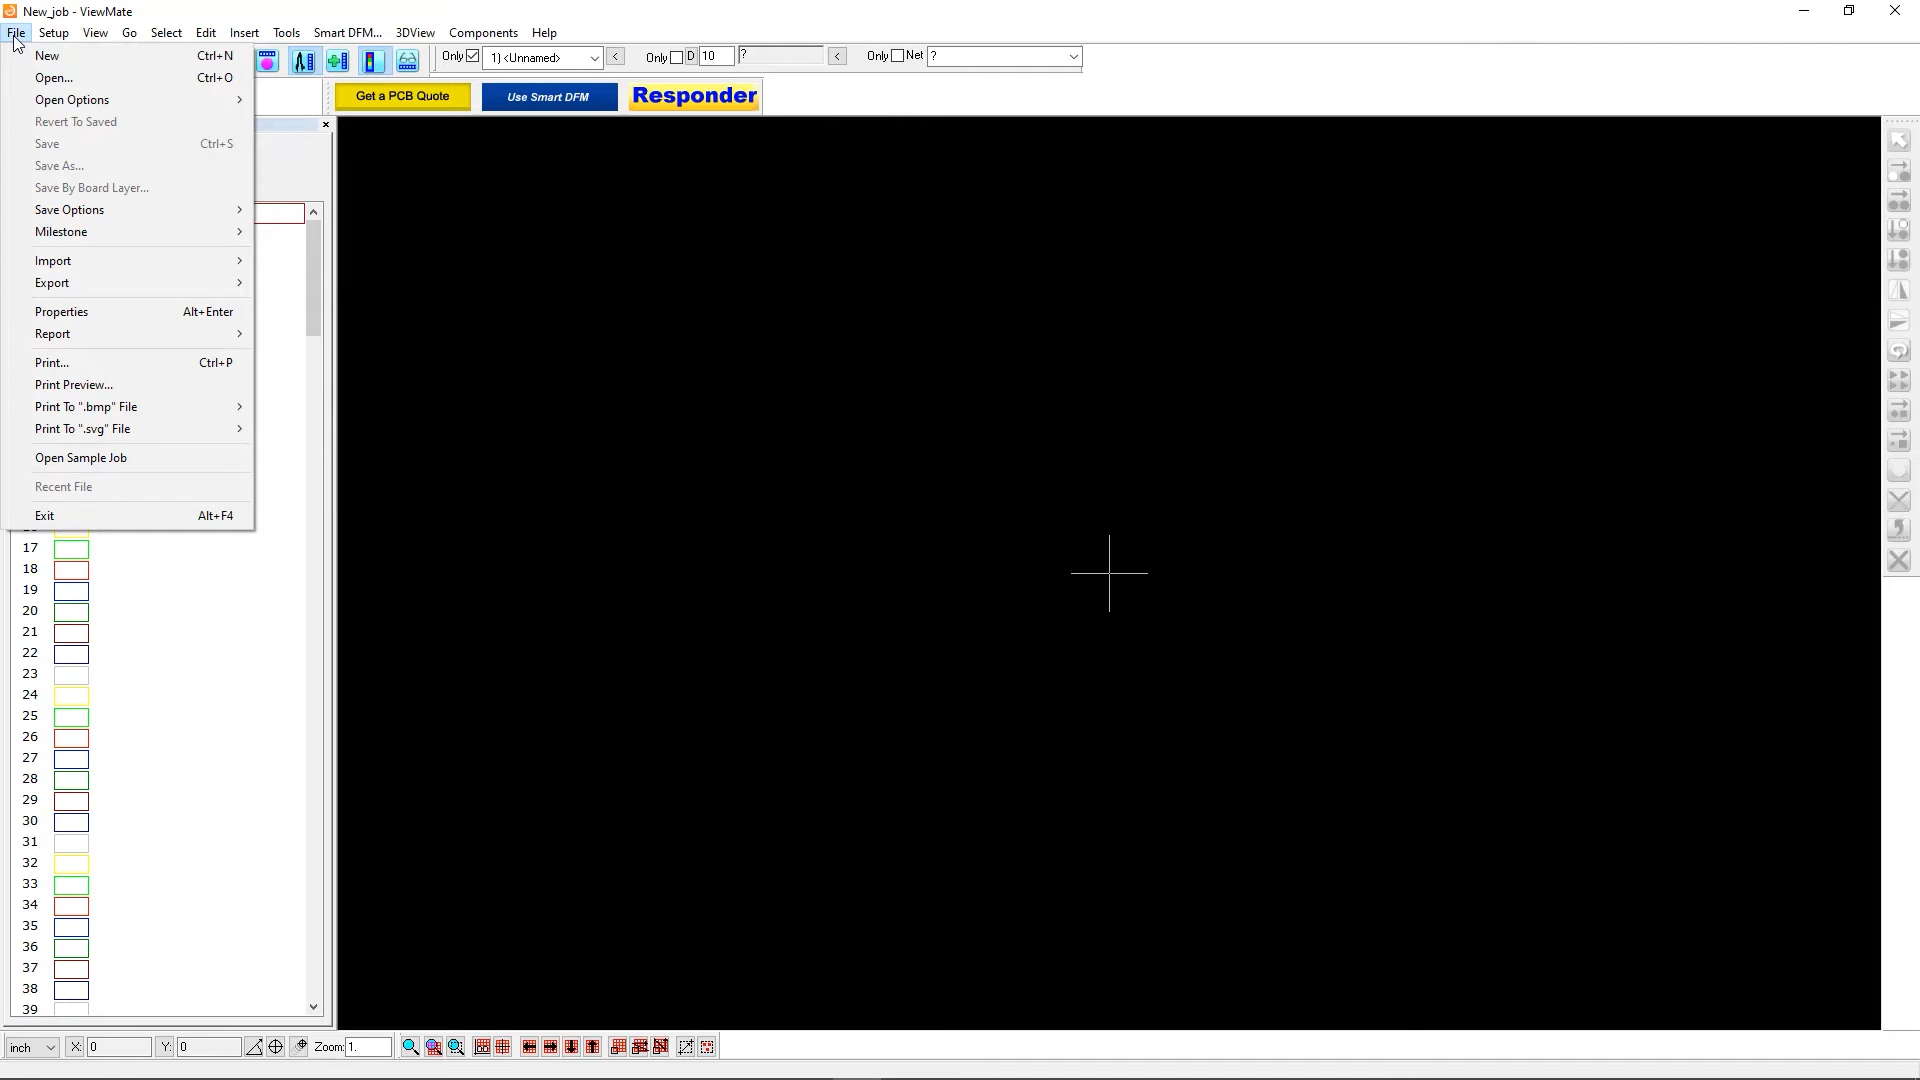 New_job - ViewMate
File Setup View Go Select Edit Insert Tools Smart DFM... 3DView Components Help
New Ctrl+N
Only 1) <Unnamed> < Only D 10 ? < Only Net ?
Open... Ctrl+O
Get a PCB Quote Use Smart DFM Responder
Open Options >
Revert To Saved
Save Ctrl+S
Save As...
Save By Board Layer...
Save Options >
Milestone >
Import >
Export >
Properties Alt+Enter
Report >
Print... Ctrl+P
Print Preview...
Print To ".bmp" File >
Print To ".svg" File >
Open Sample Job
Recent File
Exit Alt+F4
17
18
19
20
21
22
23
24
25
26
27
28
29
30
31
32
33
34
35
36
37
38
39
inch X: 0 Y: 0 Zoom: 1.